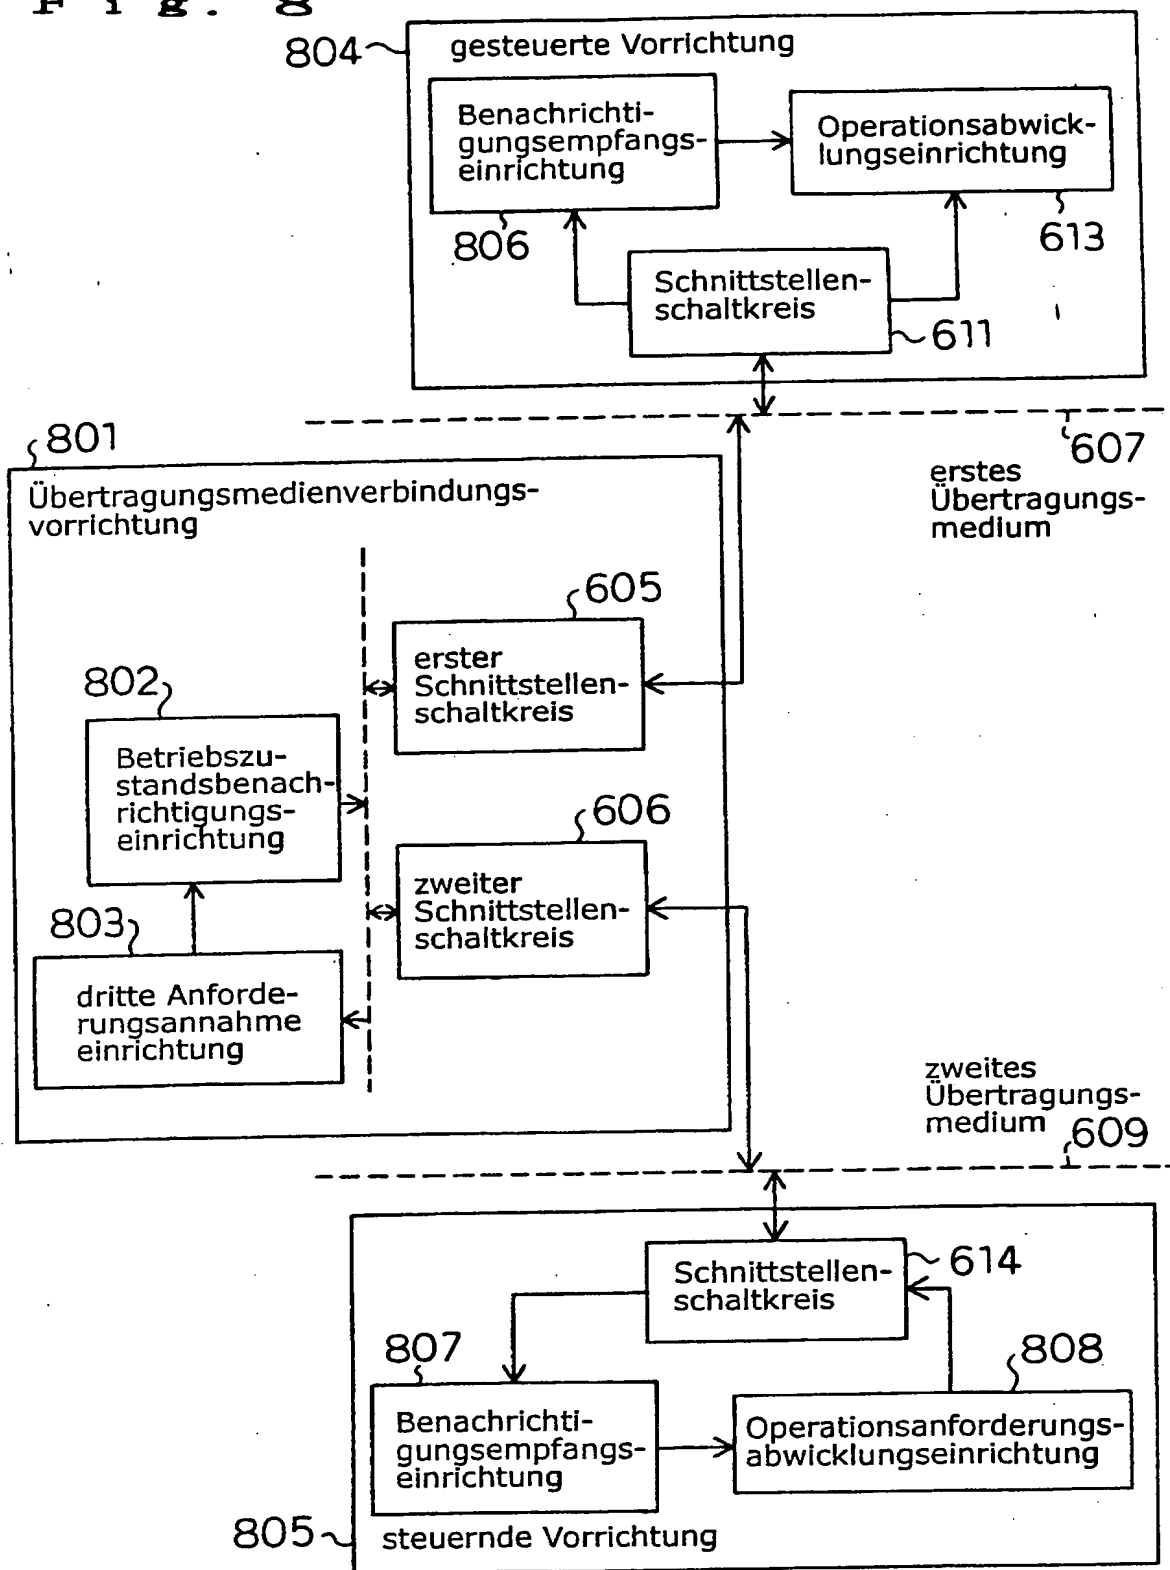 Fig. 8
804
gesteuerte Vorrichtung
Benachrichti-
gungsempfangs-
einrichtung
Operationsabwick-
lungseinrichtung
806
613
Schnittstellen-
schaltkreis
611
607
erstes
Übertragungs-
medium
801
Übertragungsmedienverbindungs-
vorrichtung
605
erster
Schnittstellen-
schaltkreis
802
Betriebszu-
standsbenach-
richtigungs-
einrichtung
606
zweiter
Schnittstellen-
schaltkreis
803
dritte Anforde-
rungsannahme
einrichtung
zweites
Übertragungs-
medium
609
Schnittstellen-
schaltkreis
614
807
808
Benachrichti-
gungsempfangs-
einrichtung
Operationsanforderungs-
abwicklungseinrichtung
805
steuernde Vorrichtung